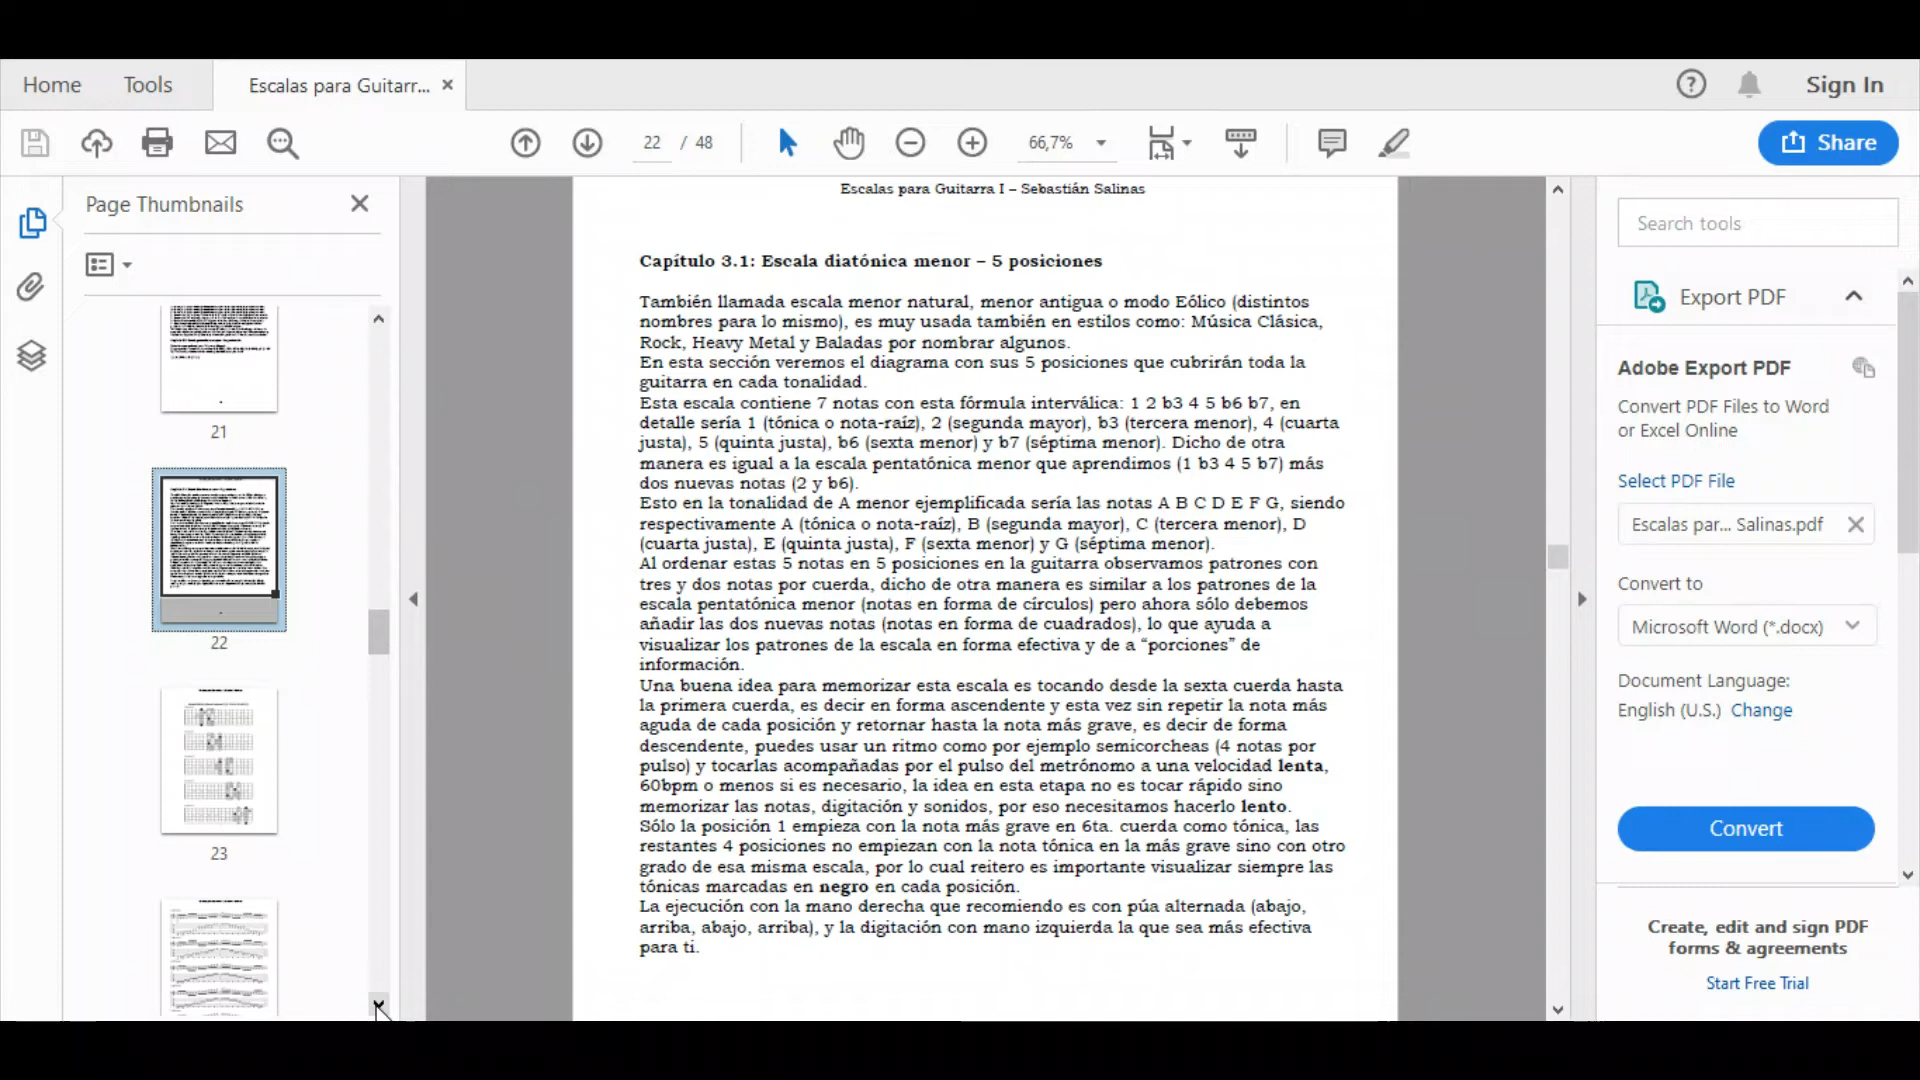 Home
Tools
Escalas para Guitarr...
Sign In
22 / 48
66,7%
Share
Page Thumbnails
21
22
23
Escalas para Guitarra I – Sebastián Salinas
Capítulo 3.1: Escala diatónica menor – 5 posiciones
También llamada escala menor natural, menor antigua o modo Eólico (distintos
nombres para lo mismo), es muy usada también en estilos como: Música Clásica,
Rock, Heavy Metal y Baladas por nombrar algunos.
En esta sección veremos el diagrama con sus 5 posiciones que cubrirán toda la
guitarra en cada tonalidad.
Esta escala contiene 7 notas con esta fórmula interválica: 1 2 b3 4 5 b6 b7, en
detalle sería 1 (tónica o nota-raíz), 2 (segunda mayor), b3 (tercera menor), 4 (cuarta
justa), 5 (quinta justa), b6 (sexta menor) y b7 (séptima menor). Dicho de otra
manera es igual a la escala pentatónica menor que aprendimos (1 b3 4 5 b7) más
dos nuevas notas (2 y b6).
Esto en la tonalidad de A menor ejemplificada sería las notas A B C D E F G, siendo
respectivamente A (tónica o nota-raíz), B (segunda mayor), C (tercera menor), D
(cuarta justa), E (quinta justa), F (sexta menor) y G (séptima menor).
Al ordenar estas 5 notas en 5 posiciones en la guitarra observamos patrones con
tres y dos notas por cuerda, dicho de otra manera es similar a los patrones de la
escala pentatónica menor (notas en forma de círculos) pero ahora sólo debemos
añadir las dos nuevas notas (notas en forma de cuadrados), lo que ayuda a
visualizar los patrones de la escala en forma efectiva y de a “porciones” de
información.
Una buena idea para memorizar esta escala es tocando desde la sexta cuerda hasta
la primera cuerda, es decir en forma ascendente y esta vez sin repetir la nota más
aguda de cada posición y retornar hasta la nota más grave, es decir de forma
descendente, puedes usar un ritmo como por ejemplo semicorcheas (4 notas por
pulso) y tocarlas acompañadas por el pulso del metrónomo a una velocidad lenta,
60bpm o menos si es necesario, la idea en esta etapa no es tocar rápido sino
memorizar las notas, digitación y sonidos, por eso necesitamos hacerlo lento.
Sólo la posición 1 empieza con la nota más grave en 6ta. cuerda como tónica, las
restantes 4 posiciones no empiezan con la nota tónica en la más grave sino con otro
grado de esa misma escala, por lo cual reitero es importante visualizar siempre las
tónicas marcadas en negro en cada posición.
La ejecución con la mano derecha que recomiendo es con púa alternada (abajo,
arriba, abajo, arriba), y la digitación con mano izquierda la que sea más efectiva
para ti.
Search tools
Export PDF
Adobe Export PDF
Convert PDF Files to Word
or Excel Online
Select PDF File
Escalas par... Salinas.pdf
Convert to
Microsoft Word (*.docx)
Document Language:
English (U.S.) Change
Convert
Create, edit and sign PDF
forms & agreements
Start Free Trial